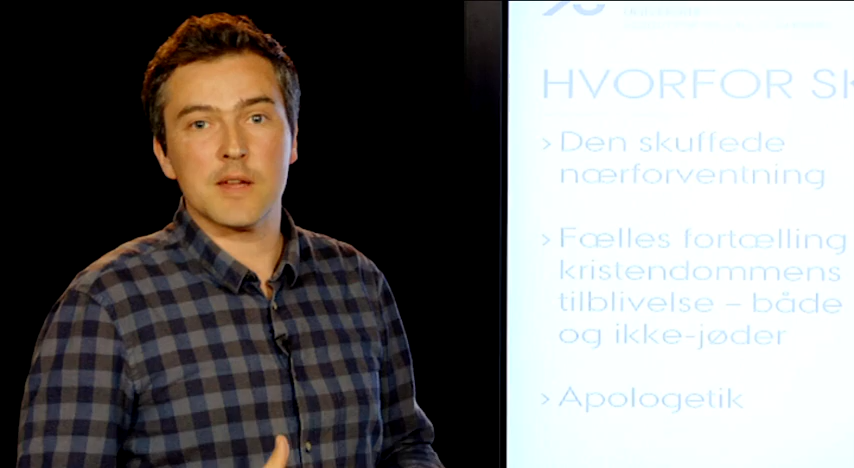 HVORFOR SK
› Den skuffede
nærforventning
› Fælles fortælling
kristendommens
tilblivelse – både
og ikke-jøder
› Apologetik